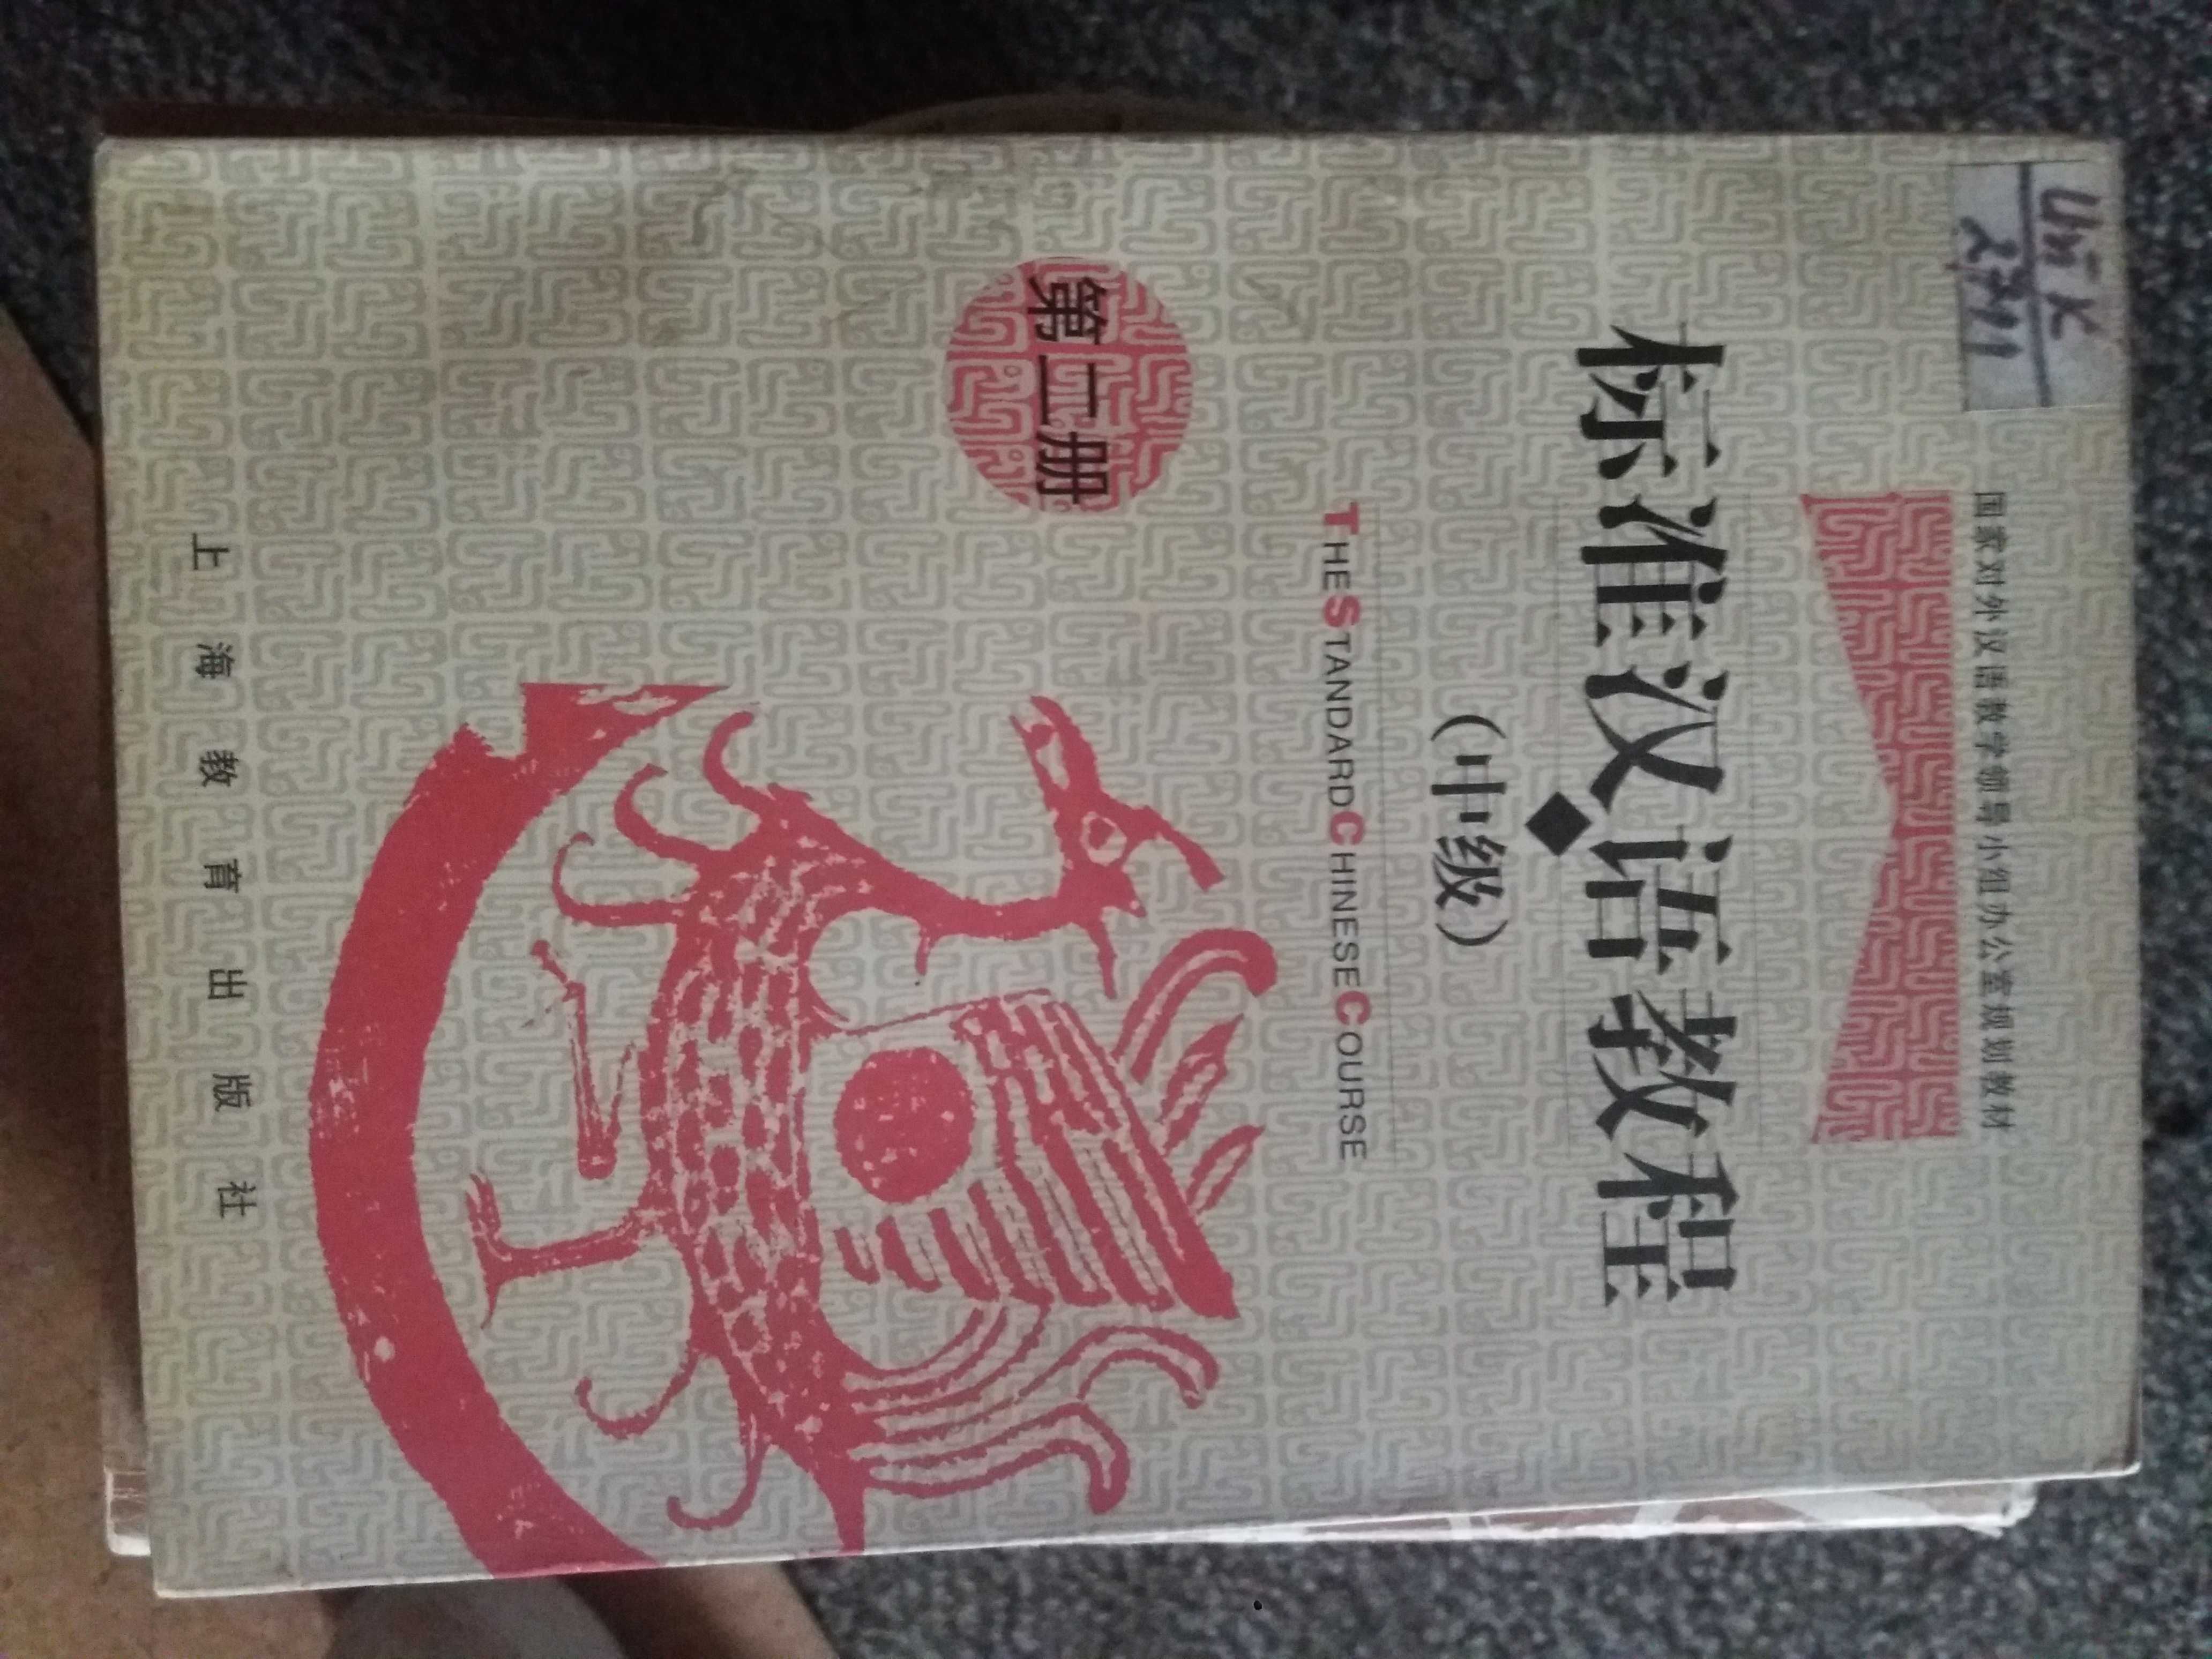 国家对外汉语教学领导小组办公室规划教材
标准汉语教程
(中级)
THE STANDARD CHINESE COURSE
第二册
上海教育出版社